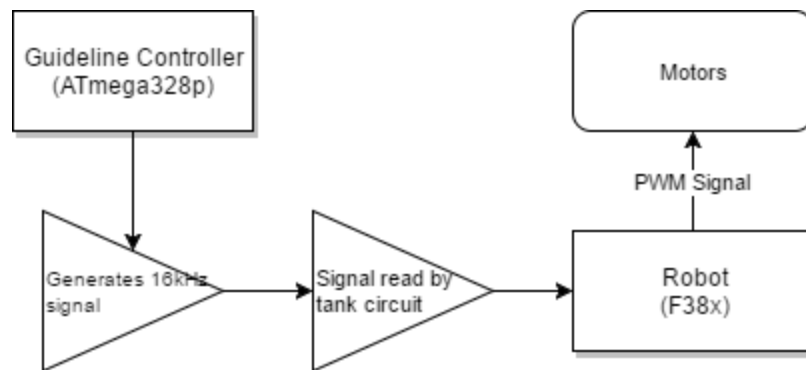 Guideline Controller
(ATmega328p)
Motors
PWM Signal
Generates 16kHz
signal
Signal read by
tank circuit
Robot
(F38x)